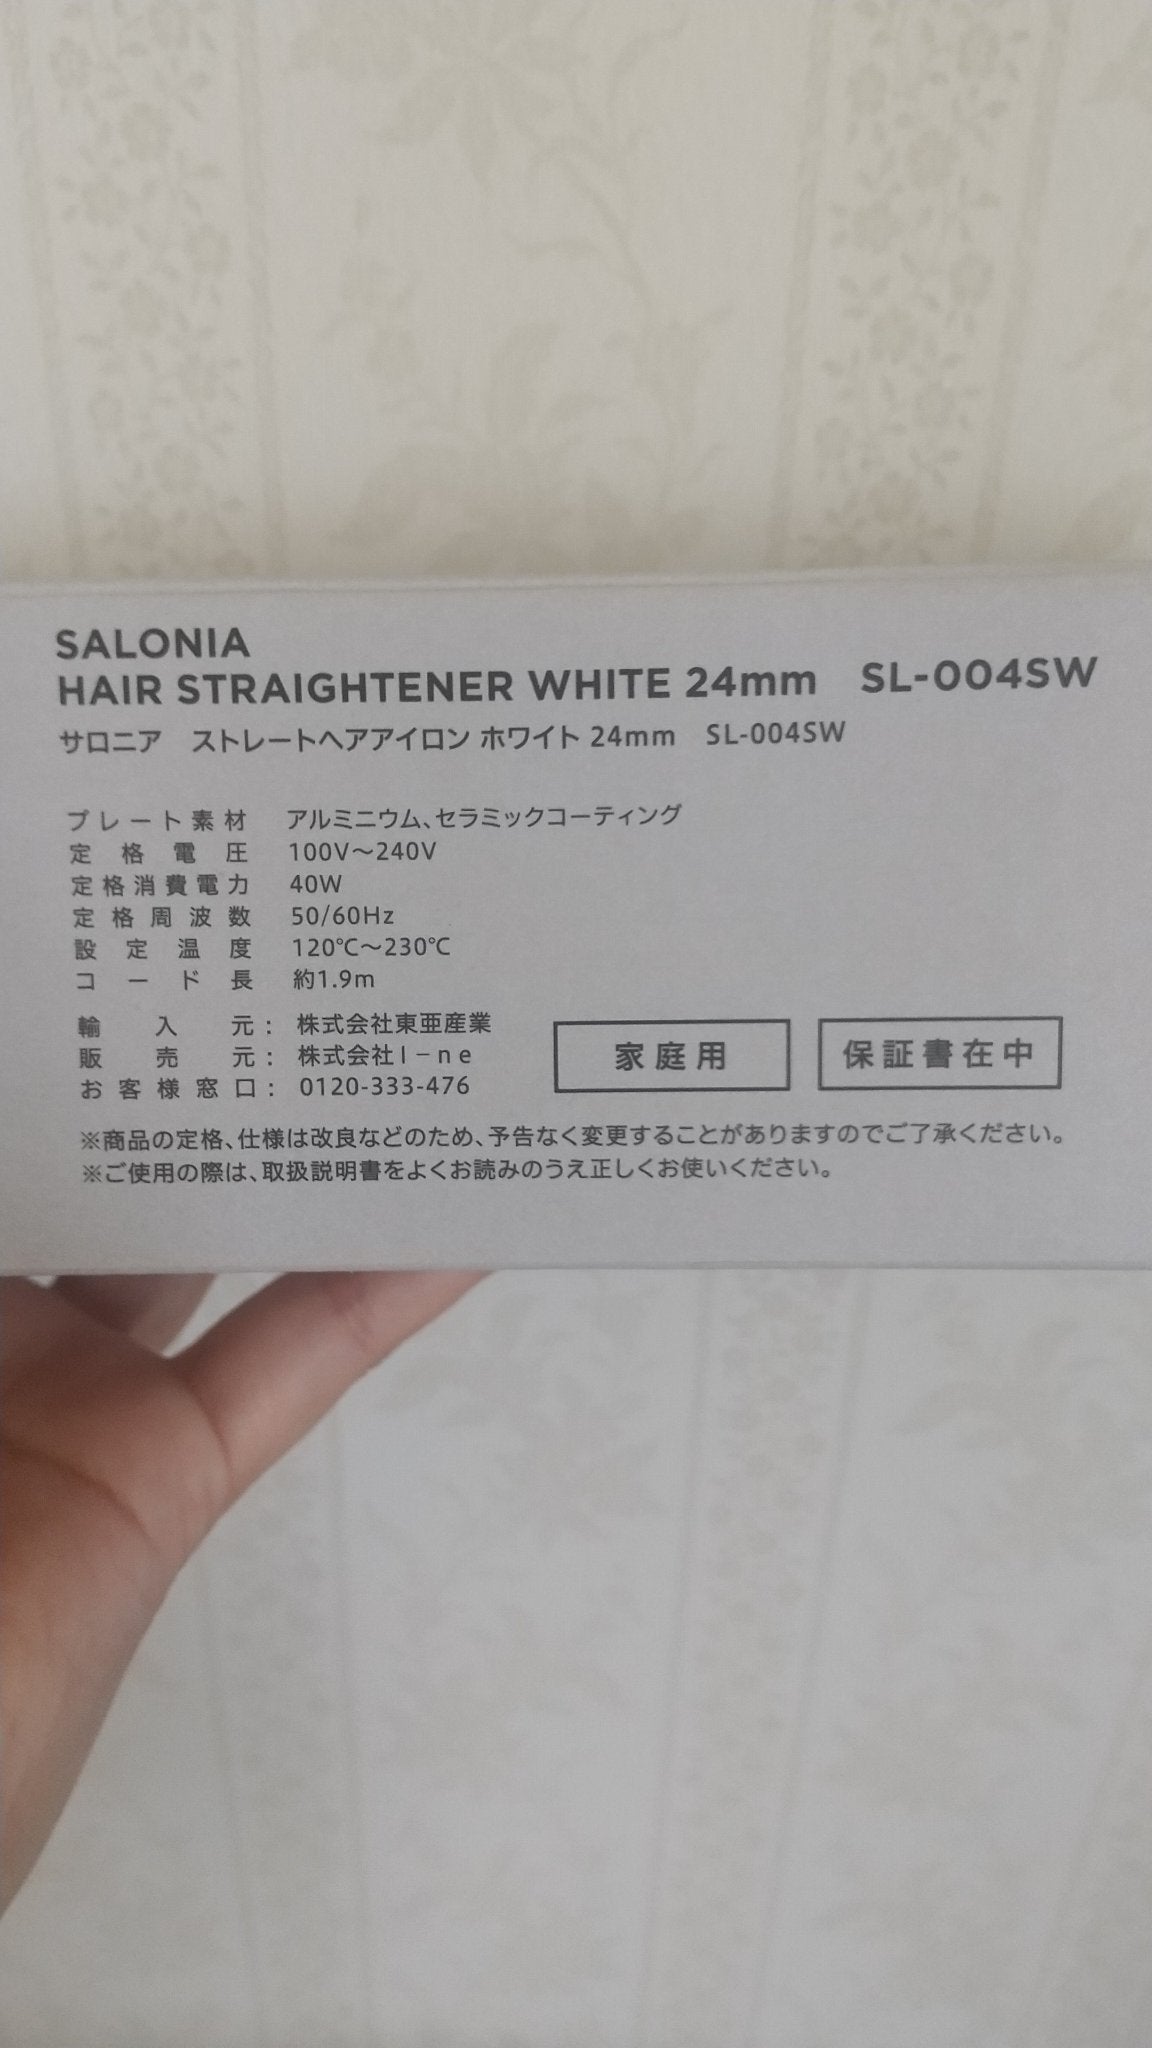 SALONIA
HAIR STRAIGHTENER WHITE 24mm SL-004SW
サロニア ストレートヘアアイロン ホワイト 24mm SL-004SW
プレート素材 アルミニウム、セラミックコーティング
定格電圧 100V～240V
定格消費電力 40W
定格周波数 50/60Hz
設定温度 120℃～230℃
コード長 約1.9m
輸入元： 株式会社東亜産業
販売元： 株式会社I－ne
お客様窓口： 0120-333-476
家庭用 保証書在中
※商品の定格、仕様は改良などのため、予告なく変更することがありますのでご了承ください。
※ご使用の際は、取扱説明書をよくお読みのうえ正しくお使いください。